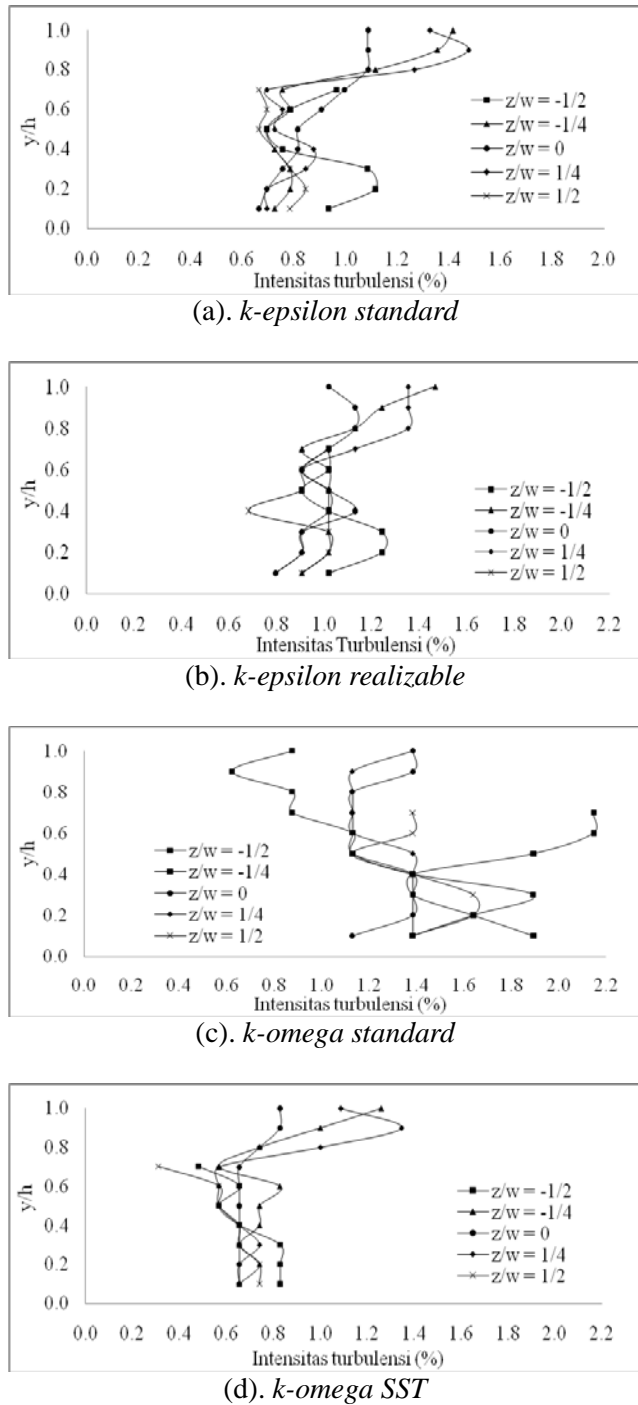 y/h
1.0
0.8
0.6
0.4
0.2
0.0
z/w = -1/2
z/w = -1/4
z/w = 0
z/w = 1/4
z/w = 1/2
0.0 0.2 0.4 0.6 0.8 1.0 1.2 1.4 1.6 1.8 2.0
Intensitas turbulensi (%)
(a). k-epsilon standard
y/h
1.0
0.8
0.6
0.4
0.2
0.0
z/w = -1/2
z/w = -1/4
z/w = 0
z/w = 1/4
z/w = 1/2
0.0 0.2 0.4 0.6 0.8 1.0 1.2 1.4 1.6 1.8 2.0 2.2
Intensitas Turbulensi (%)
(b). k-epsilon realizable
y/h
1.0
0.8
0.6
0.4
0.2
0.0
z/w = -1/2
z/w = -1/4
z/w = 0
z/w = 1/4
z/w = 1/2
0.0 0.2 0.4 0.6 0.8 1.0 1.2 1.4 1.6 1.8 2.0 2.2
Intensitas turbulensi (%)
(c). k-omega standard
y/h
1.0
0.8
0.6
0.4
0.2
0.0
z/w = -1/2
z/w = -1/4
z/w = 0
z/w = 1/4
z/w = 1/2
0.0 0.2 0.4 0.6 0.8 1.0 1.2 1.4 1.6 1.8 2.0 2.2
Intensitas turbulensi (%)
(d). k-omega SST